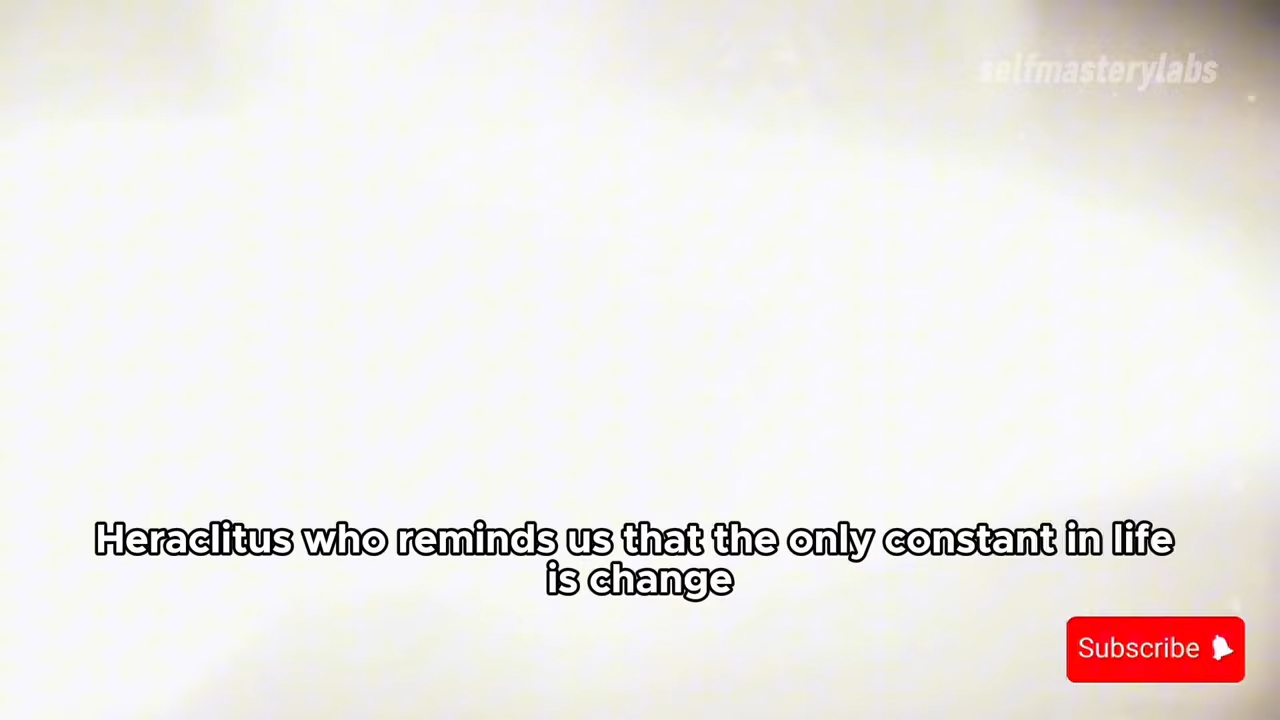 selfmasterylabs
Heraclitus who reminds us that the only constant in life
is change
Subscribe